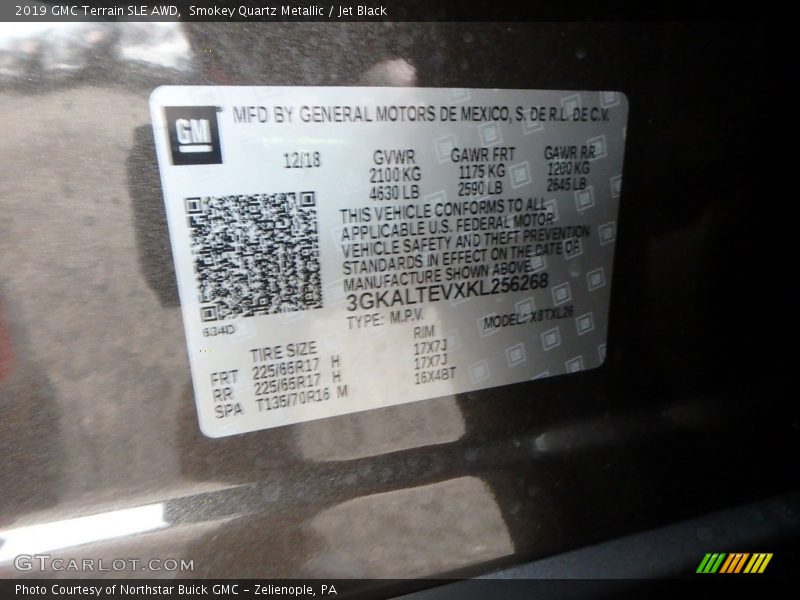 2019 GMC Terrain SLE AWD, Smokey Quartz Metallic / Jet Black
GM
MFD BY GENERAL MOTORS DE MEXICO, S. DE R.L. DE C.V.
12/18 GVWR GAWR FRT GAWR RR
2100 KG 1175 KG 1200 KG
4630 LB 2590 LB 2645 LB
THIS VEHICLE CONFORMS TO ALL
APPLICABLE U.S. FEDERAL MOTOR
VEHICLE SAFETY AND THEFT PREVENTION
STANDARDS IN EFFECT ON THE DATE OF
MANUFACTURE SHOWN ABOVE.
3GKALTEVXKL256268
634D
TYPE: M.P.V. MODEL: X8TXL26
TIRE SIZE RIM
FRT 225/65R17 H 17X7J
RR 225/65R17 H 17X7J
SPA T135/70R16 M 16X4BT
GTCARLOT.COM
Photo Courtesy of Northstar Buick GMC - Zelienople, PA